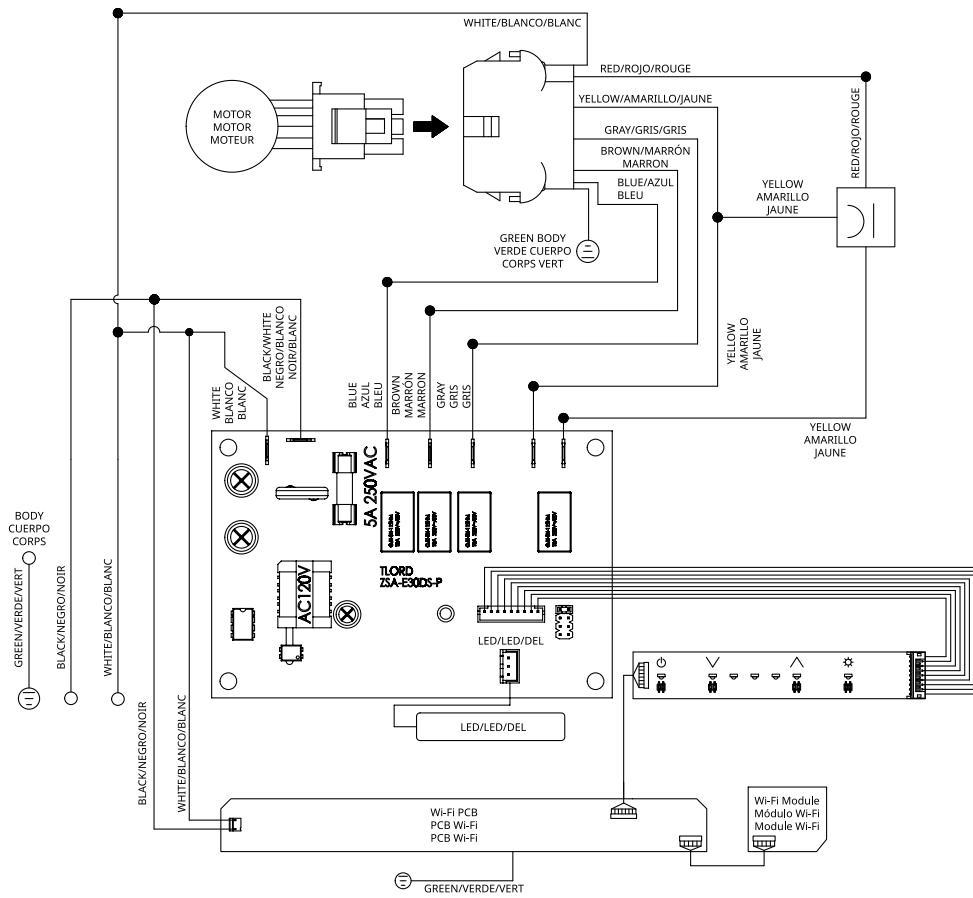 WHITE/BLANCO/BLANC
RED/ROJO/ROUGE
YELLOW/AMARILLO/JAUNE
GRAY/GRIS/GRIS
BROWN/MARRÓN
MARRON
BLUE/AZUL
BLEU
MOTOR
MOTOR
MOTEUR
RED/ROJO/ROUGE
YELLOW
AMARILLO
JAUNE
GREEN BODY
VERDE CUERPO
CORPS VERT
BLACK/WHITE
NEGRO/BLANCO
NOIR/BLANC
WHITE
BLANCO
BLANC
BLUE
AZUL
BLEU
BROWN
MARRÓN
MARRON
GRAY
GRIS
GRIS
YELLOW
AMARILLO
JAUNE
YELLOW
AMARILLO
JAUNE
5A 250VAC
BODY
CUERPO
CORPS
GREEN/VERDE/VERT
BLACK/NEGRO/NOIR
WHITE/BLANCO/BLANC
AC120V
TLORD
ZSA-E30DS-P
LED/LED/DEL
LED/LED/DEL
BLACK/NEGRO/NOIR
WHITE/BLANCO/BLANC
Wi-Fi PCB
PCB Wi-Fi
PCB Wi-Fi
Wi-Fi Module
Módulo Wi-Fi
Module Wi-Fi
GREEN/VERDE/VERT